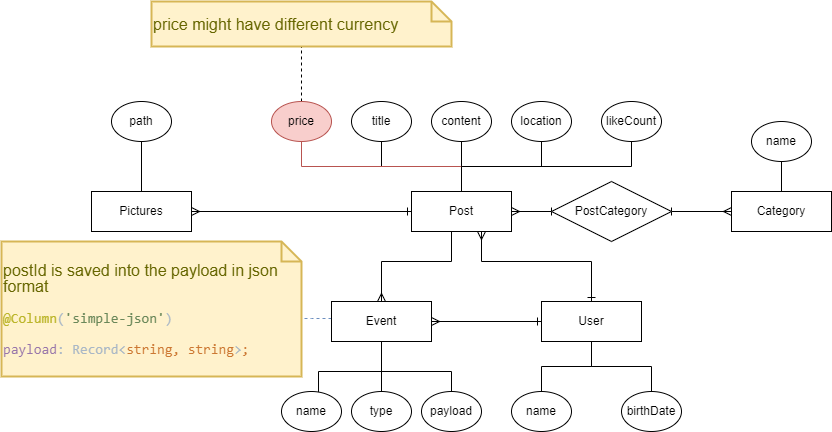 price might have different currency
path
price
title
content
location
likeCount
name
Pictures
Post
PostCategory
Category
postId is saved into the payload in json
format
@Column('simple-json')
payload: Record<string, string>;
Event
User
name
type
payload
name
birthDate